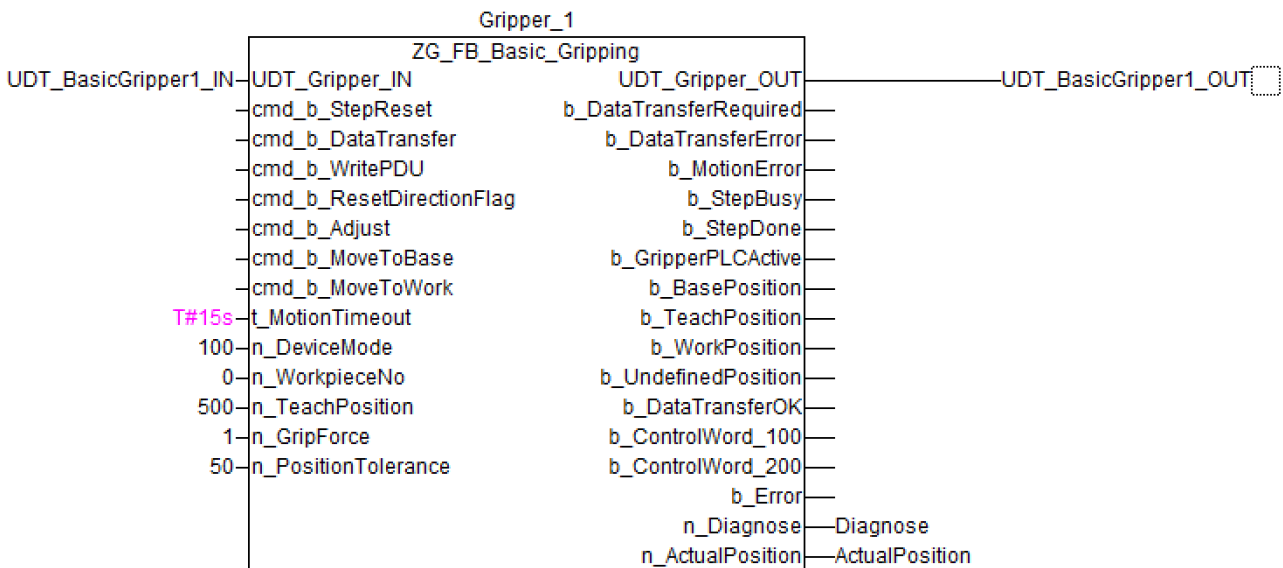 Gripper_1
ZG_FB_Basic_Gripping
UDT_BasicGripper1_IN UDT_Gripper_IN UDT_Gripper_OUT UDT_BasicGripper1_OUT
cmd_b_StepReset b_DataTransferRequired
cmd_b_DataTransfer b_DataTransferError
cmd_b_WritePDU b_MotionError
cmd_b_ResetDirectionFlag b_StepBusy
cmd_b_Adjust b_StepDone
cmd_b_MoveToBase b_GripperPLCActive
cmd_b_MoveToWork b_BasePosition
T#15s t_MotionTimeout b_TeachPosition
100 n_DeviceMode b_WorkPosition
0 n_WorkpieceNo b_UndefinedPosition
500 n_TeachPosition b_DataTransferOK
1 n_GripForce b_ControlWord_100
50 n_PositionTolerance b_ControlWord_200
b_Error
n_Diagnose Diagnose
n_ActualPosition ActualPosition